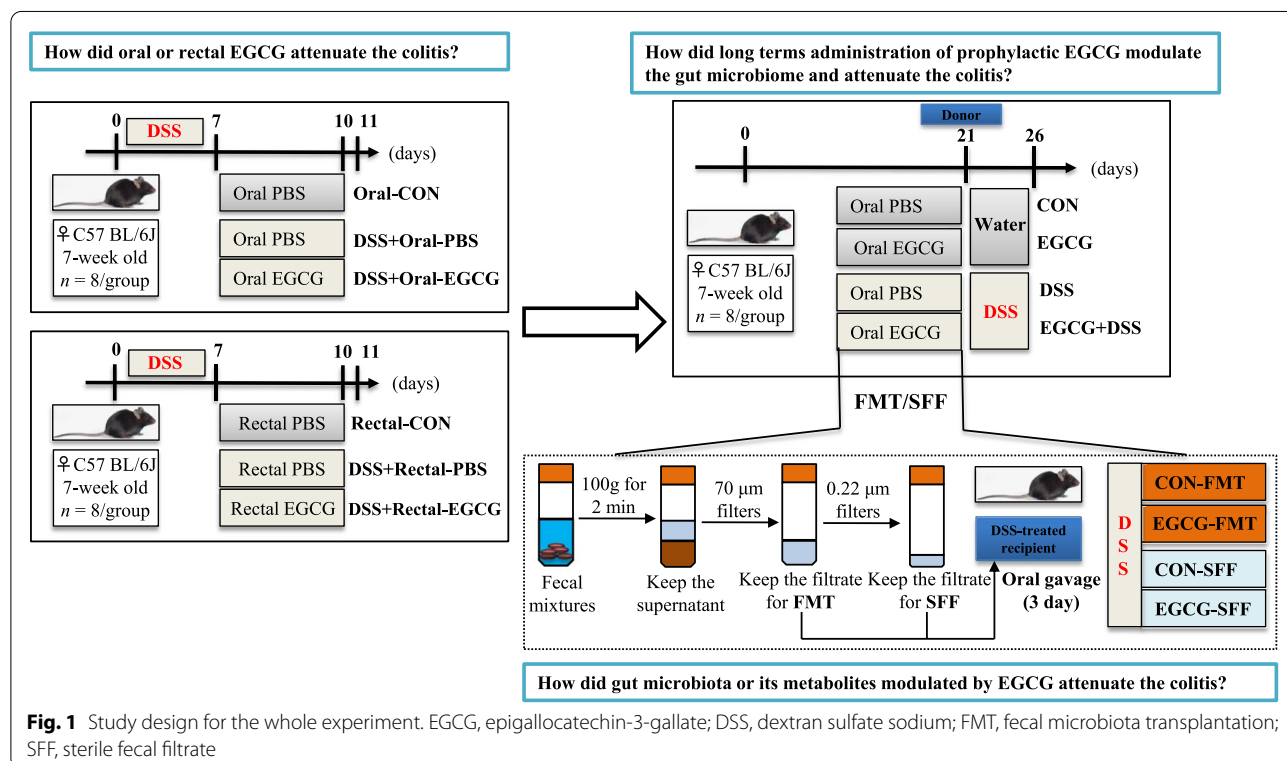 How did oral or rectal EGCG attenuate the colitis?
0
DSS
7
10
11
(days)
♀C57 BL/6J
7-week old
n = 8/group
Oral PBS
Oral-CON
Oral PBS
DSS+Oral-PBS
Oral EGCG
DSS+Oral-EGCG
0
DSS
7
10
11
(days)
♀C57 BL/6J
7-week old
n = 8/group
Rectal PBS
Rectal-CON
Rectal PBS
DSS+Rectal-PBS
Rectal EGCG
DSS+Rectal-EGCG
How did long terms administration of prophylactic EGCG modulate
the gut microbiome and attenuate the colitis?
Donor
0
21
26
(days)
♀C57 BL/6J
7-week old
n = 8/group
Oral PBS
Oral EGCG
Water
CON
EGCG
Oral PBS
Oral EGCG
DSS
DSS
EGCG+DSS
FMT/SFF
100g for
2 min
70 μm
filters
0.22 μm
filters
Fecal
mixtures
Keep the
supernatant
Keep the filtrate
for FMT
Keep the filtrate
for SFF
DSS-treated
recipient
Oral gavage
(3 day)
D
S
S
CON-FMT
EGCG-FMT
CON-SFF
EGCG-SFF
How did gut microbiota or its metabolites modulated by EGCG attenuate the colitis?
Fig. 1 Study design for the whole experiment. EGCG, epigallocatechin-3-gallate; DSS, dextran sulfate sodium; FMT, fecal microbiota transplantation;
SFF, sterile fecal filtrate